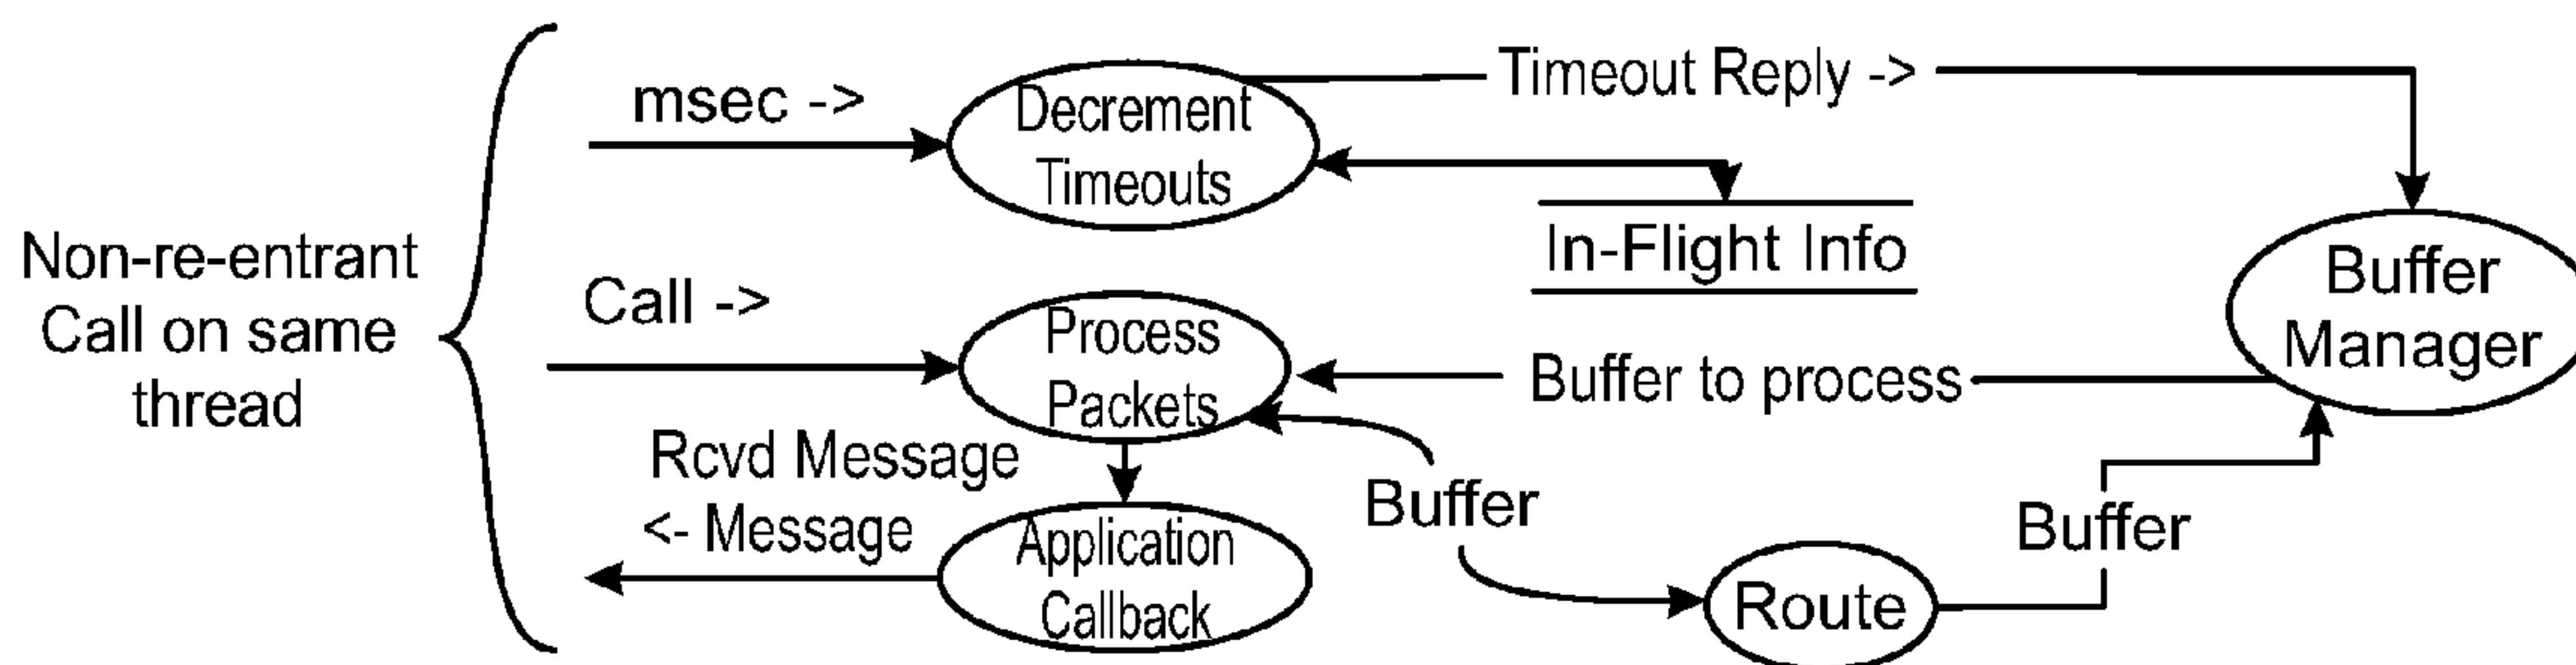 Non-re-entrant
Call on same
thread
msec ->
Decrement
Timeouts
Timeout Reply ->
In-Flight Info
Call ->
Process
Packets
Buffer to process
Buffer
Manager
Rcvd Message
<- Message
Application
Callback
Buffer
Route
Buffer